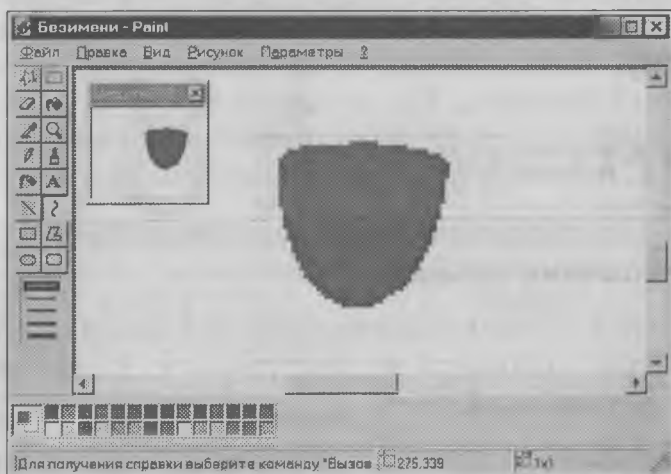 Безимени - Paint
Файл Правка Вид Рисунок Параметры ?
A
Для получения справки выберите команду "Вызов 275,339 1x1